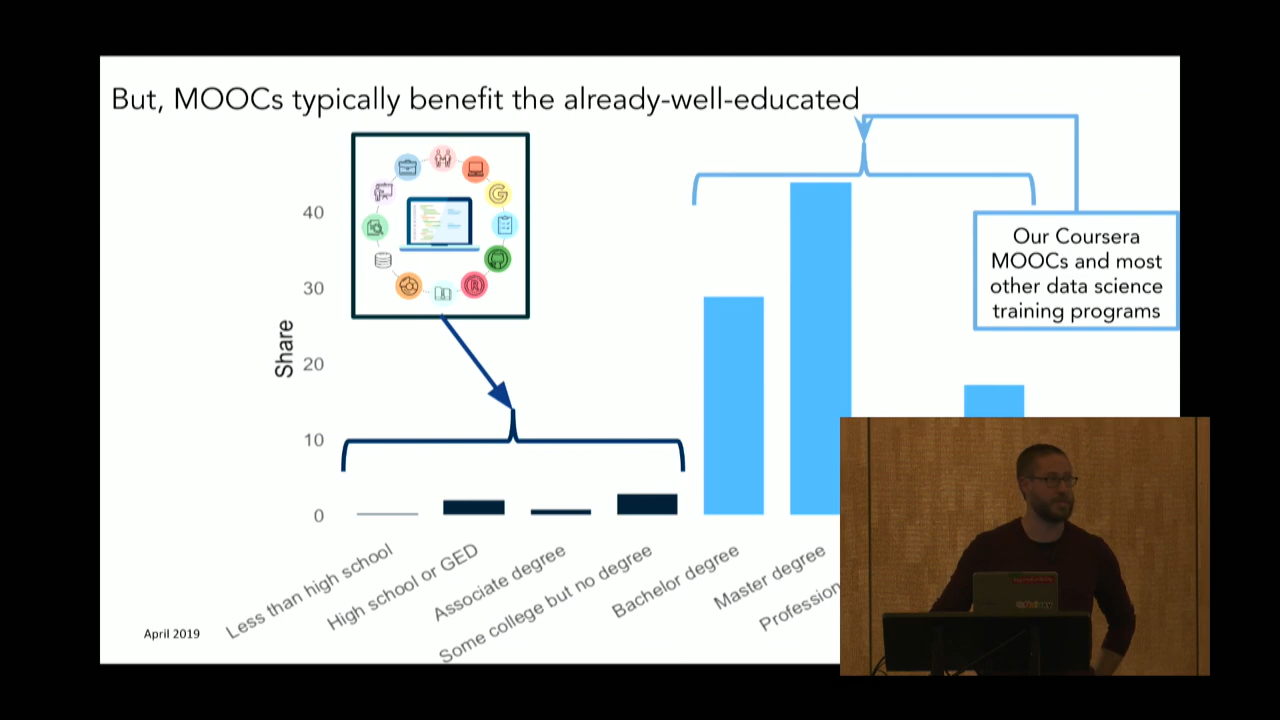 But, MOOCs typically benefit the already-well-educated
Our Coursera
MOOCs and most
other data science
training programs
Share
40
30
20
10
0
Less than high school
High school or GED
Associate degree
Some college but no degree
Bachelor degree
Master degree
April 2019
G
R